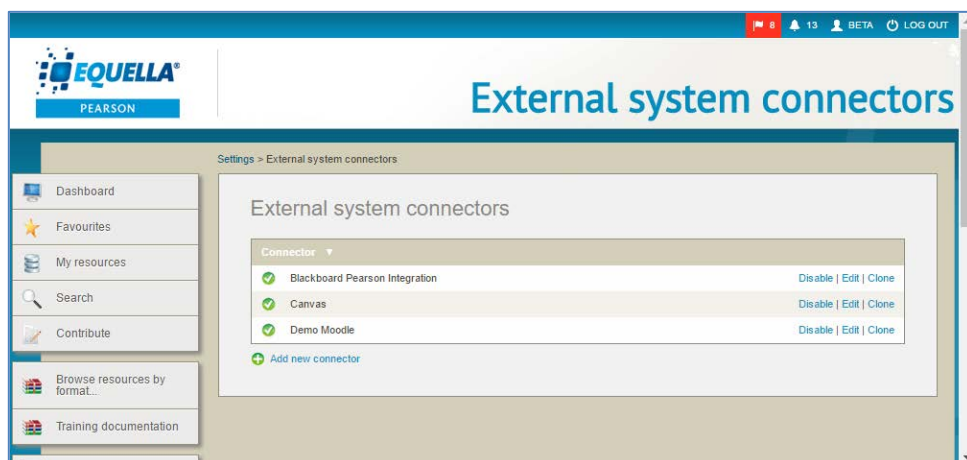 8 13 BETA LOG OUT
EQUELLA®
PEARSON
External system connectors
Settings > External system connectors
Dashboard
Favourites
My resources
Search
Contribute
Browse resources by
format...
Training documentation
External system connectors
Connector
Blackboard Pearson Integration Disable | Edit | Clone
Canvas Disable | Edit | Clone
Demo Moodle Disable | Edit | Clone
Add new connector